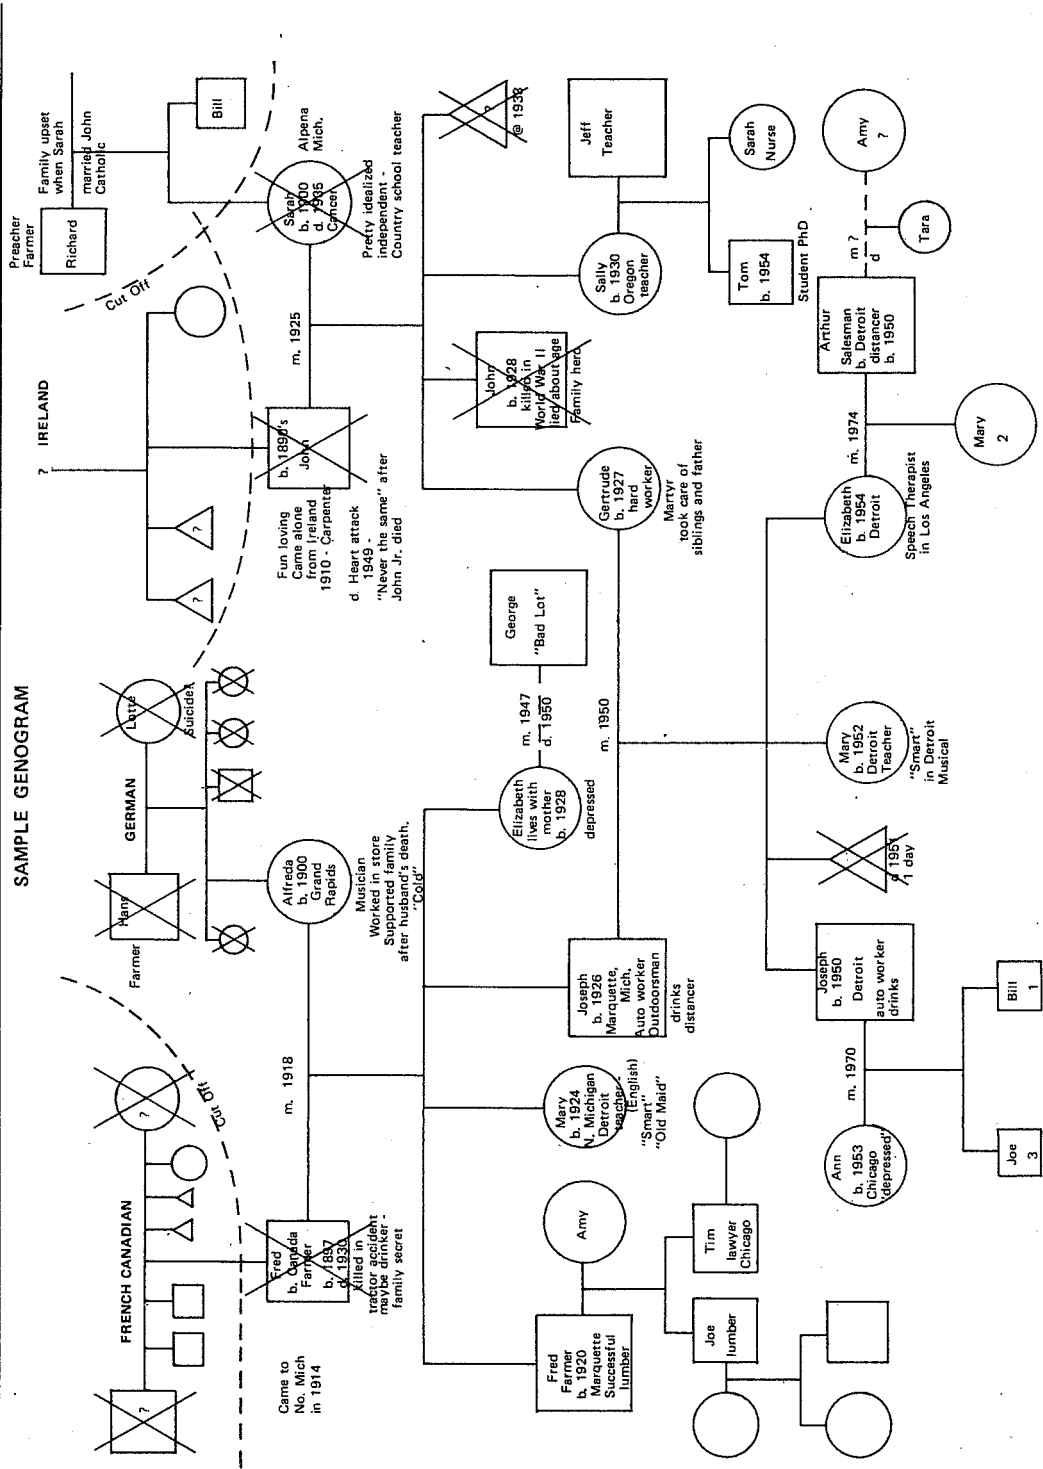 SAMPLE GENOGRAM
FRENCH CANADIAN
?
?
Cut Off
Came to
No. Mich
in 1914
Fred
b. Canada
Farmer
b. 1897
d. 1930
killed in
tractor accident
maybe drinker -
family secret
m. 1918
GERMAN
Hans
Farmer
Lotte
Suicide?
Alfreda
b. 1900
Grand
Rapids
Musician
Worked in store
Supported family
after husband's death.
"Cold"
? IRELAND
?
?
Fun loving
Came alone
from Ireland
1910 - Carpenter
d. Heart attack
1949 -
"Never the same" after
John Jr. died
b. 1890's
John
m. 1925
Cut Off
Preacher
Farmer
Richard
Family upset
when Sarah
married John
Catholic
Bill
Sarah
b. 1900
d. 1935
Cancer
Alpena
Mich.
Pretty idealized
independent -
Country school teacher
Fred
Farmer
b. 1920
Marquette
Successful
lumber
Amy
Joe
lumber
Tim
lawyer
Chicago
Mary
b. 1924
N. Michigan
Detroit
teacher -
(English)
"Smart"
"Old Maid"
Joseph
b. 1926
Marquette,
Mich.
Auto worker
Outdoorsman
drinks
distancer
Elizabeth
lives with
mother
b. 1928
depressed
m. 1947
d. 1950
George
"Bad Lot"
m. 1950
Gertrude
b. 1927
hard
worker
Martyr
took care of
siblings and father
John
b. 1928
killed in
World War II
lied about age
Family hero
Sally
b. 1930
Oregon
teacher
Jeff
Teacher
?
@ 1933
Tom
b. 1954
Student PhD
Sarah
Nurse
Ann
b. 1953
Chicago
"depressed"
m. 1970
Joseph
b. 1950
Detroit
auto worker
drinks
Joe
3
Bill
1
1951
1 day
Mary
b. 1952
Detroit
Teacher
"Smart"
in Detroit
Musical
Elizabeth
b. 1954
Detroit
Speech Therapist
in Los Angeles
m. 1974
Arthur
Salesman
b. Detroit
distancer
b. 1950
Mary
2
m ?
d
Tara
Amy
?